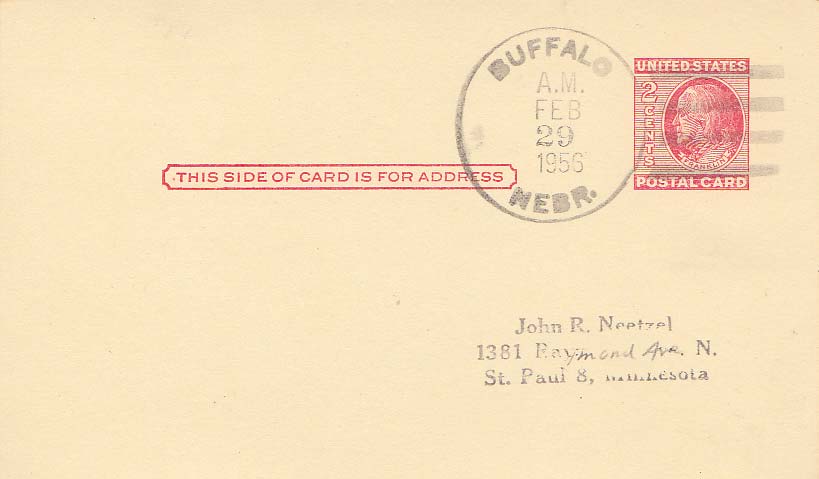 BUFFALO
A.M.
FEB
29
1956
NEBR.
UNITED STATES
2 CENTS
FRANKLIN
POSTAL CARD
THIS SIDE OF CARD IS FOR ADDRESS
John R. Neetzel
1381 Raymond Ave. N.
St. Paul 8, Minnesota